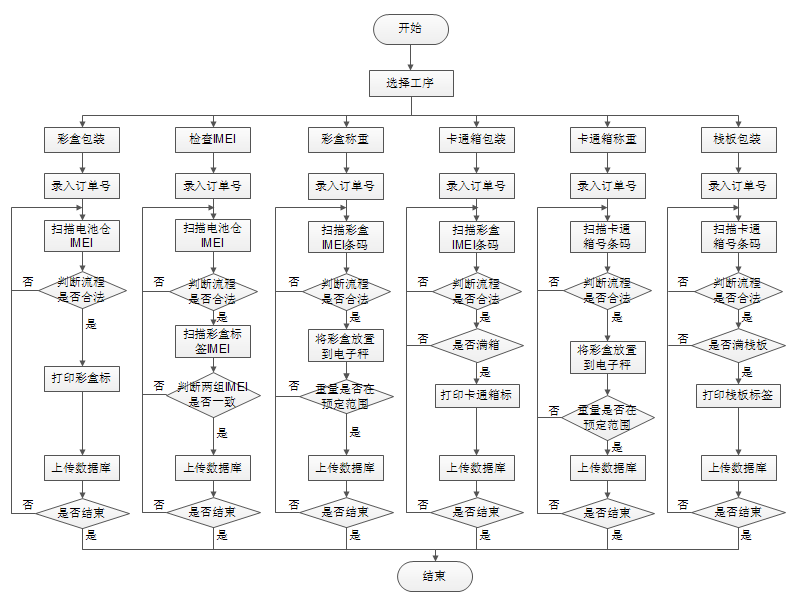 开始
选择工序
彩盒包装
录入订单号
扫描电池仓
IMEI
判断流程
是否合法
否
是
打印彩盒标
上传数据库
是否结束
否
是
检查IMEI
录入订单号
扫描电池仓
IMEI
判断流程
是否合法
否
是
扫描彩盒标
签IMEI
判断两组IMEI
是否一致
否
是
上传数据库
是否结束
否
是
彩盒称重
录入订单号
扫描彩盒
IMEI条码
判断流程
是否合法
否
是
将彩盒放置
到电子秤
重量是否在
预定范围
否
是
上传数据库
是否结束
否
是
卡通箱包装
录入订单号
扫描彩盒
IMEI条码
判断流程
是否合法
否
是
是否满箱
否
是
打印卡通箱标
上传数据库
是否结束
否
是
卡通箱称重
录入订单号
扫描卡通
箱号条码
判断流程
是否合法
否
是
将彩盒放置
到电子秤
重量是否在
预定范围
否
是
上传数据库
是否结束
否
是
栈板包装
录入订单号
扫描卡通
箱号条码
判断流程
是否合法
否
是
是否满栈板
否
是
打印栈板标签
上传数据库
是否结束
否
是
结束